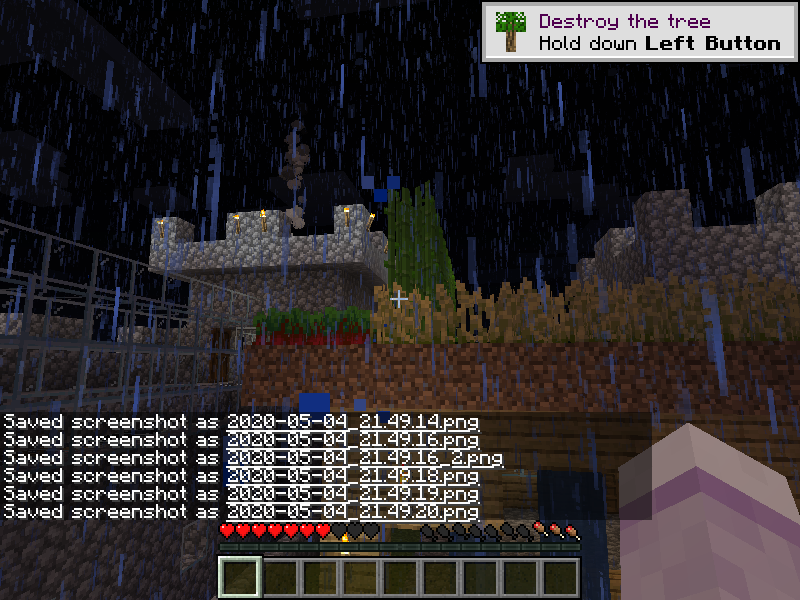 Destroy the tree
Hold down Left Button
Saved screenshot as 2020-05-04_21.49.14.png
Saved screenshot as 2020-05-04_21.49.16.png
Saved screenshot as 2020-05-04_21.49.16_2.png
Saved screenshot as 2020-05-04_21.49.18.png
Saved screenshot as 2020-05-04_21.49.19.png
Saved screenshot as 2020-05-04_21.49.20.png